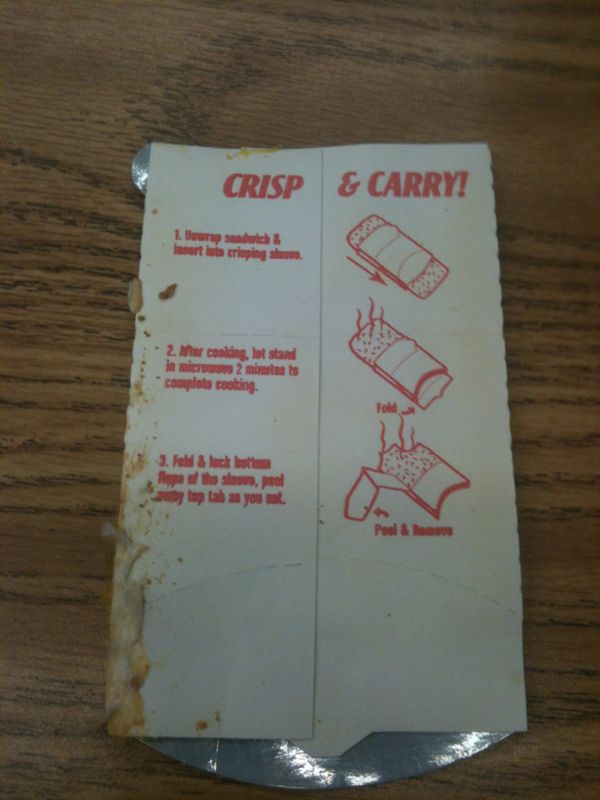 CRISP & CARRY!
1. Unwrap sandwich &
insert into crisping sleeve.
2. After cooking, let stand
in microwave 2 minutes to
complete cooking.
Fold
3. Fold & lock bottom
flaps of the sleeve, peel
away top tab as you eat.
Peel & Remove